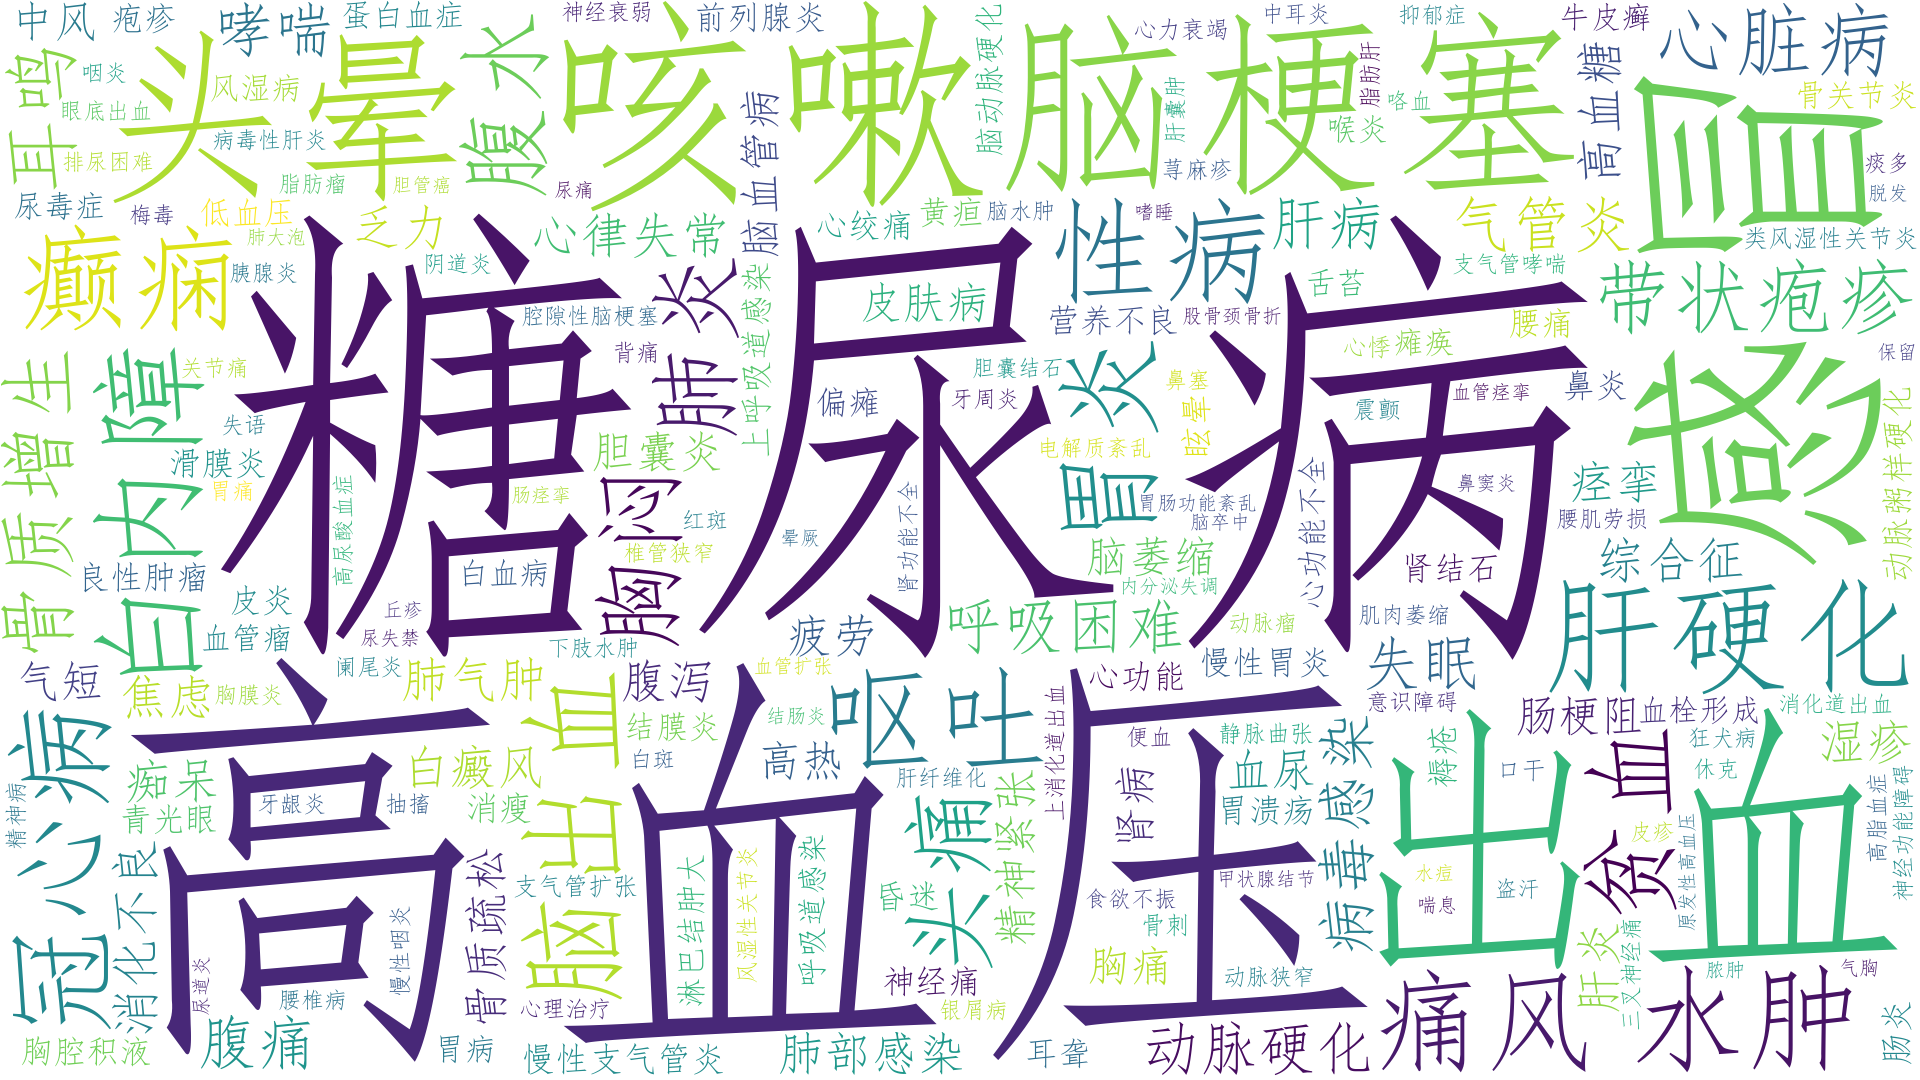 中风
疱疹
哮喘
蛋白血症
神经衰弱
前列腺炎
心力衰竭
中耳炎
抑郁症
牛皮癣
心脏病
耳鸣
咽炎
眼底出血
头晕
风湿病
病毒性肝炎
排尿困难
脂肪瘤
胆管癌
腹水
咳嗽
脑动脉硬化
脑梗塞
肝囊肿
脂肪肝
咯血
喉炎
荨麻疹
高血糖
骨关节炎
感冒
痰多
脱发
类风湿性关节炎
尿毒症
梅毒
低血压
肺大泡
乏力
尿痛
脑血管病
心律失常
心绞痛
黄疸
脑水肿
嗜睡
性病
肝病
气管炎
支气管哮喘
带状疱疹
癫痫
胰腺炎
阴道炎
糖尿病
腔隙性脑梗塞
背痛
肺炎
上呼吸道感染
皮肤病
营养不良
股骨颈骨折
舌苔
腰痛
心悸
瘫痪
保留
骨质增生
白内障
关节痛
失语
滑膜炎
胃痛
高尿酸血症
肠痉挛
胆囊炎
偏瘫
胆囊结石
牙周炎
胃炎
鼻塞
眩晕
电解质紊乱
震颤
血管痉挛
鼻炎
痉挛
鼻窦炎
腰肌劳损
动脉粥样硬化
良性肿瘤
皮炎
血管瘤
白血病
红斑
椎管狭窄
胸闷
晕厥
肾功能不全
胃肠功能紊乱
脑卒中
脑萎缩
内分泌失调
心功能不全
肾结石
综合征
丘疹
尿失禁
阑尾炎
下肢水肿
疲劳
呼吸困难
动脉瘤
肌肉萎缩
慢性胃炎
失眠
肝硬化
气短
焦虑
胸膜炎
肺气肿
腹泻
血管扩张
心功能
意识障碍
肠梗阻
血栓形成
消化道出血
冠心病
精神病
痴呆
青光眼
高血压
牙龈炎
抽搐
白癜风
消瘦
脑出血
结膜炎
白斑
结肠炎
高热
呕吐
肝纤维化
头痛
精神紧张
上消化道出血
便血
静脉曲张
血尿
胃溃疡
肾病
病毒感染
褥疮
口干
狂犬病
休克
湿疹
出血
贫血
皮疹
原发性高血压
高脂血症
神经功能障碍
消化不良
尿道炎
腰椎病
慢性咽炎
骨质疏松
支气管扩张
淋巴结肿大
风湿性关节炎
呼吸道感染
昏迷
食欲不振
骨刺
甲状腺结节
水痘
喘息
盗汗
肝炎
三叉神经痛
脓肿
气胸
胸腔积液
腹痛
胃病
心理治疗
慢性支气管炎
肺部感染
神经痛
银屑病
耳聋
胸痛
动脉狭窄
动脉硬化
痛风
水肿
肠炎